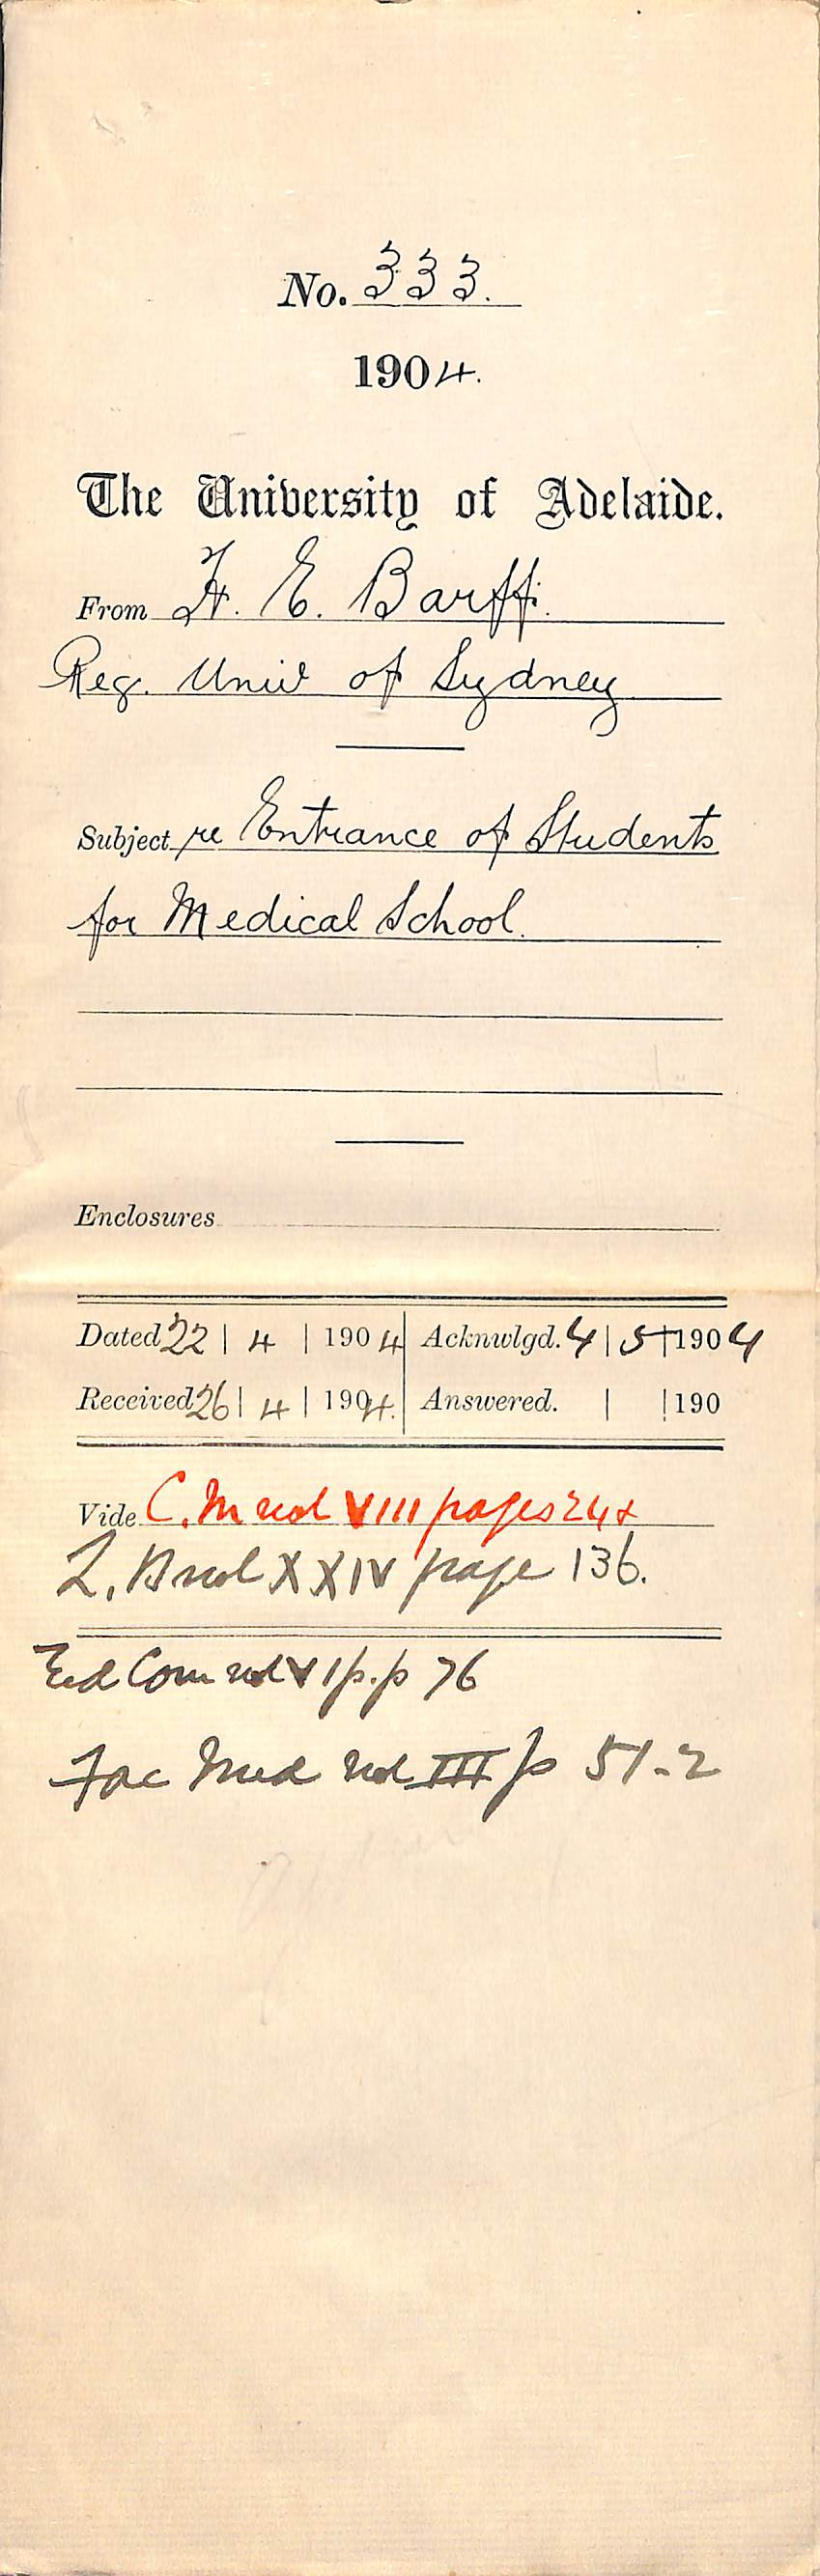 No. 333.
1904.
The University of Adelaide.
From H. E. Barff.
Reg. Univ of Sydney
Subject re Entrance of Students
for Medical School.
Enclosures
Dated 22 | 4 | 1904 Acknwlgd. 4 | 5 | 1904
Received 26 | 4 | 1904. Answered. | | 190
Vide C. M vol VIII pages 24
L. B vol XXIV page 136.
Ed Com vol VI p.p 76
Fac Med vol III p 51-2